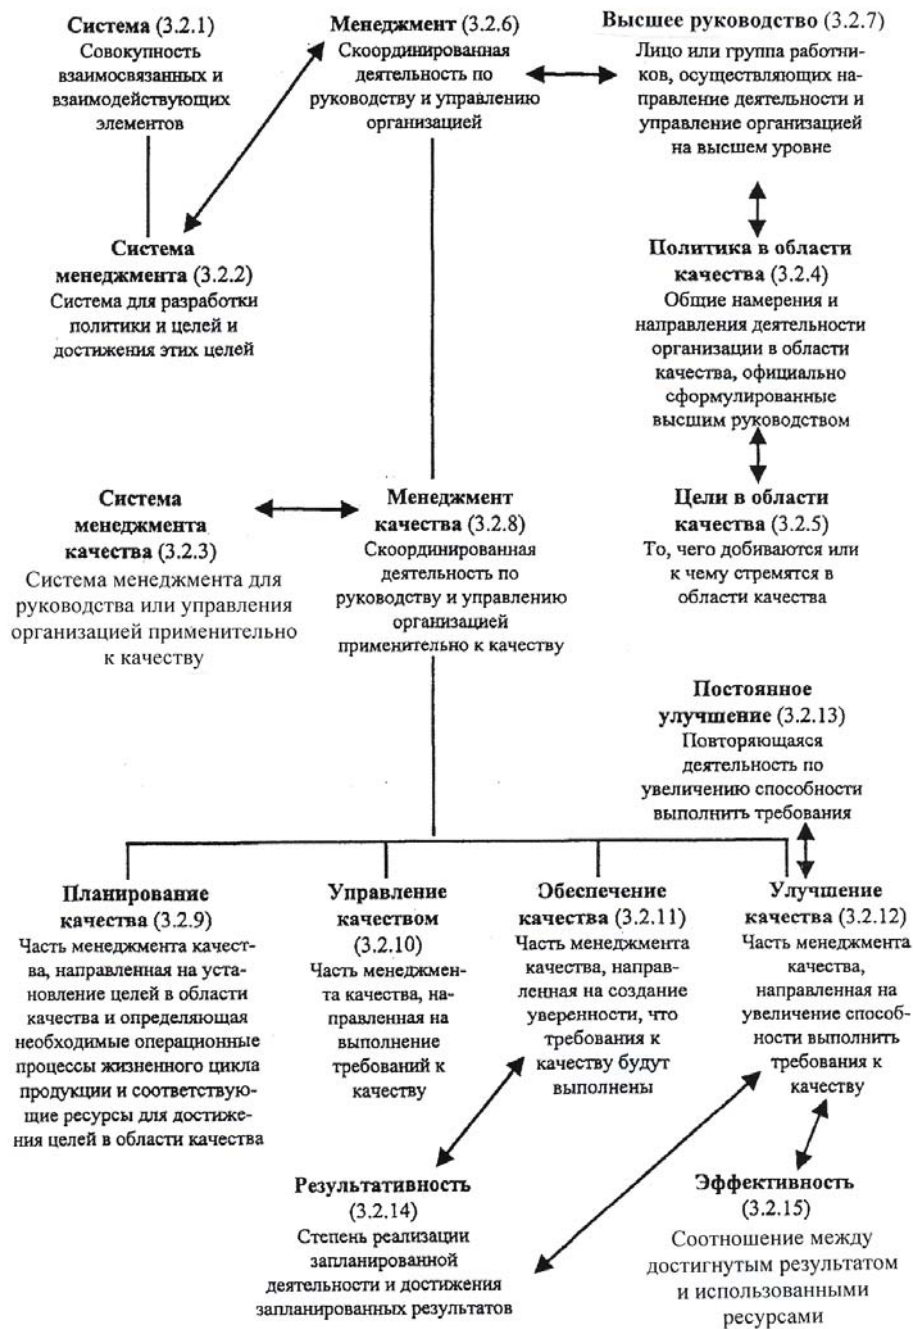 Система (3.2.1)
Совокупность
взаимосвязанных и
взаимодействующих
элементов
Менеджмент (3.2.6)
Скоординированная
деятельность по
руководству и управлению
организацией
Высшее руководство (3.2.7)
Лицо или группа работни-
ков, осуществляющих на-
правление деятельности и
управление организацией
на высшем уровне
Система
менеджмента (3.2.2)
Система для разработки
политики и целей и
достижения этих целей
Политика в области
качества (3.2.4)
Общие намерения и
направления деятельности
организации в области
качества, официально
сформулированные
высшим руководством
Система
менеджмента
качества (3.2.3)
Система менеджмента для
руководства или управления
организацией применительно
к качеству
Менеджмент
качества (3.2.8)
Скоординированная
деятельность по
руководству и управлению
организацией
применительно к качеству
Цели в области
качества (3.2.5)
То, чего добиваются или
к чему стремятся в
области качества
Постоянное
улучшение (3.2.13)
Повторяющаяся
деятельность по
увеличению способности
выполнить требования
Планирование
качества (3.2.9)
Часть менеджмента качест-
ва, направленная на уста-
новление целей в области
качества и определяющая
необходимые операционные
процессы жизненного цикла
продукции и соответствую-
щие ресурсы для достиже-
ния целей в области качества
Управление
качеством
(3.2.10)
Часть менеджмен-
та качества, на-
правленная на
выполнение
требований к
качеству
Обеспечение
качества (3.2.11)
Часть менеджмента
качества, направ-
ленная на создание
уверенности, что
требования к
качеству будут
выполнены
Улучшение
качества (3.2.12)
Часть менеджмента
качества,
направленная на
увеличение способ-
ности выполнить
требования к
качеству
Результативность
(3.2.14)
Степень реализации
запланированной
деятельности и достижения
запланированных результатов
Эффективность
(3.2.15)
Соотношение между
достигнутым результатом
и использованными
ресурсами